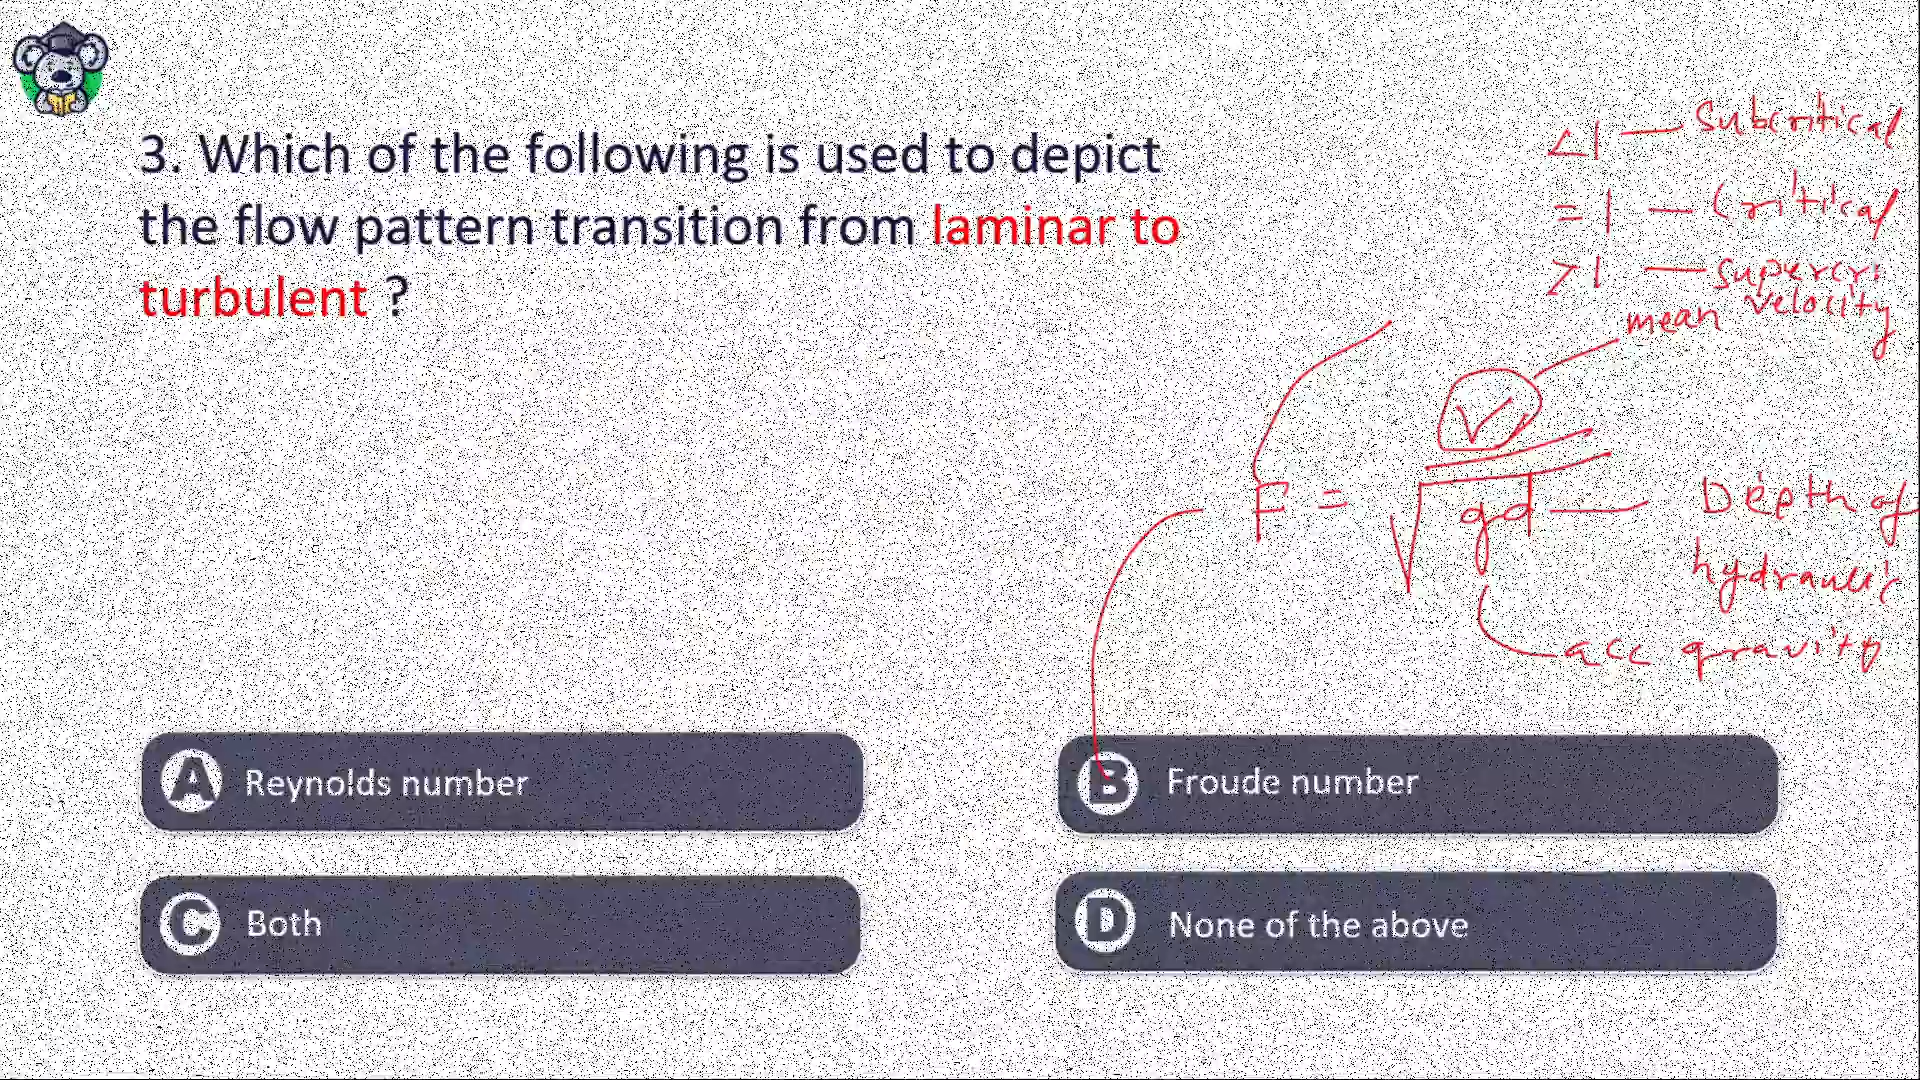 3. Which of the following is used to depict
the flow pattern transition from laminar to
turbulent ?
<1 — Subcritical
= 1 — Critical
>1 — supercri
mean velocity
F = V / √gd
Depth of
hydraulic
acc gravity
A Reynolds number
B Froude number
C Both
D None of the above